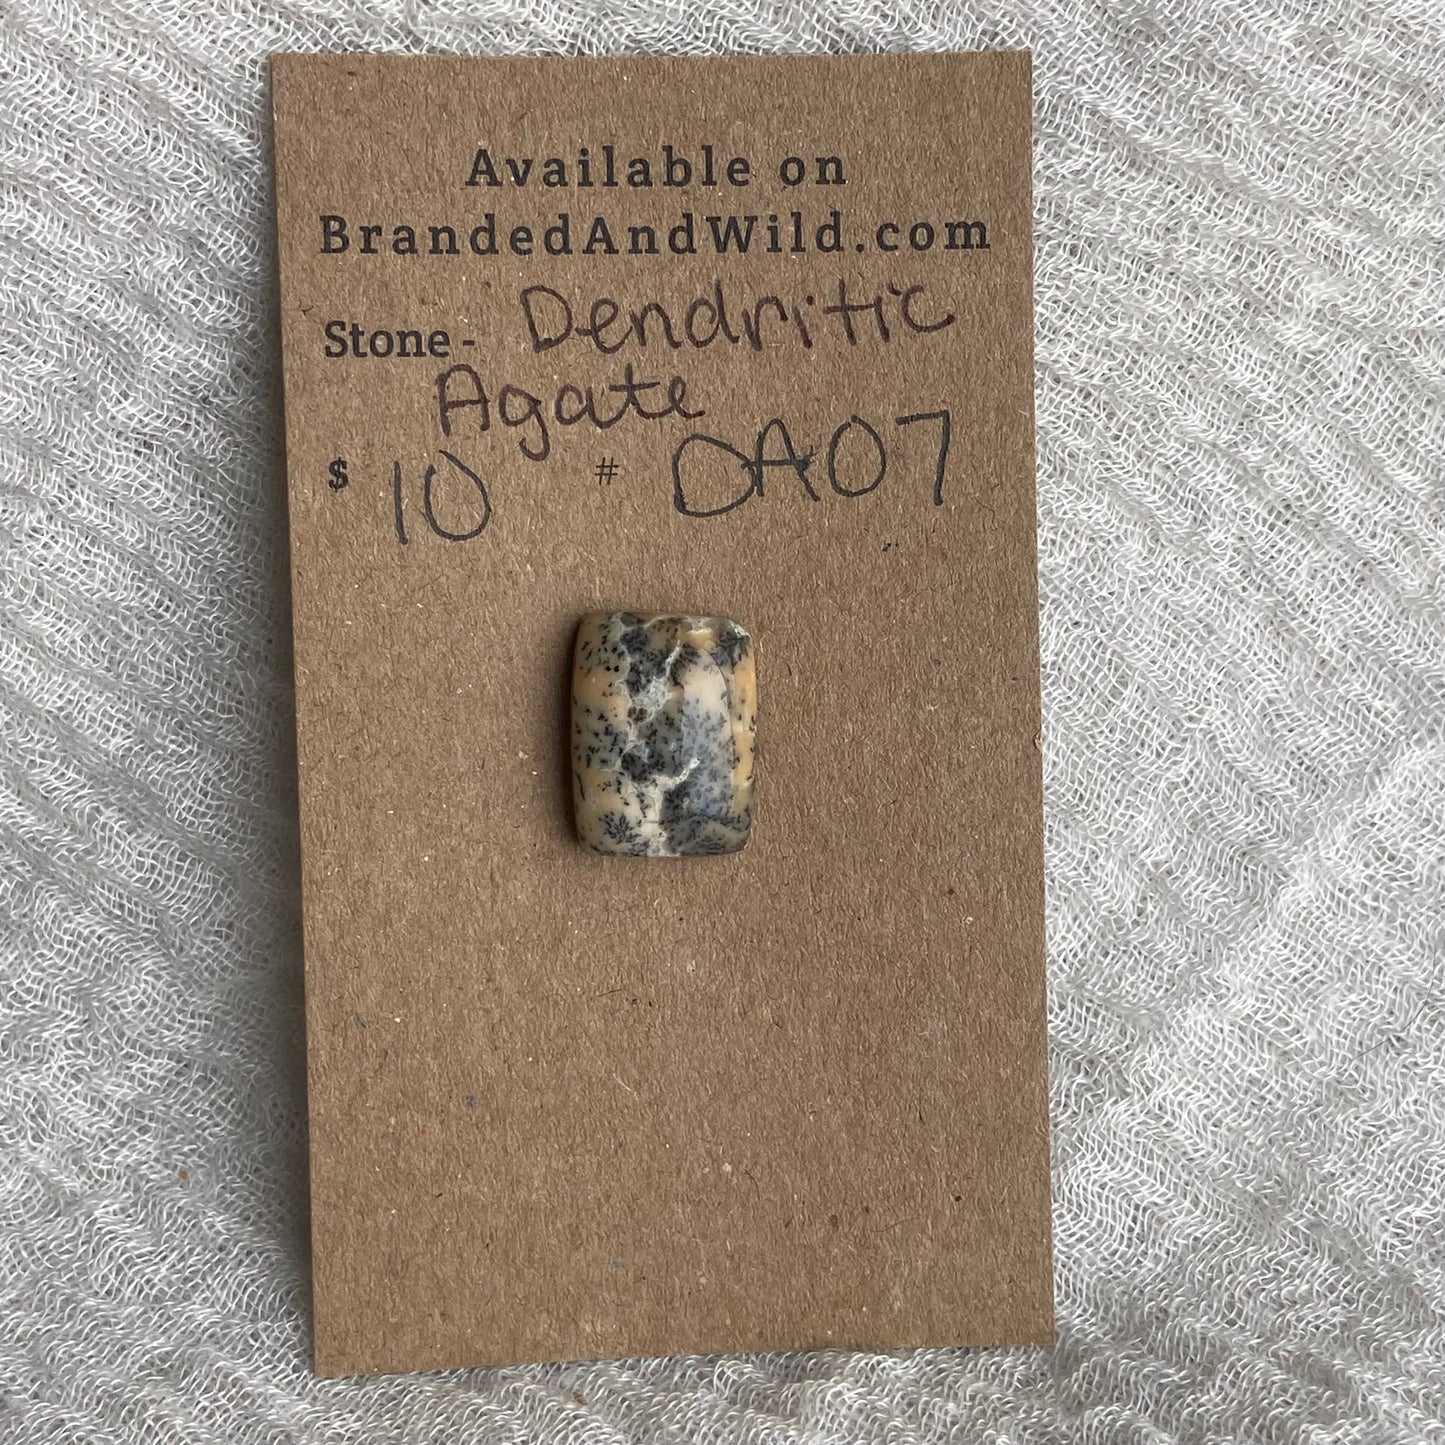 Available on
BrandedAndWild.com
Stone - Dendritic
Agate
$ 10 # DA07